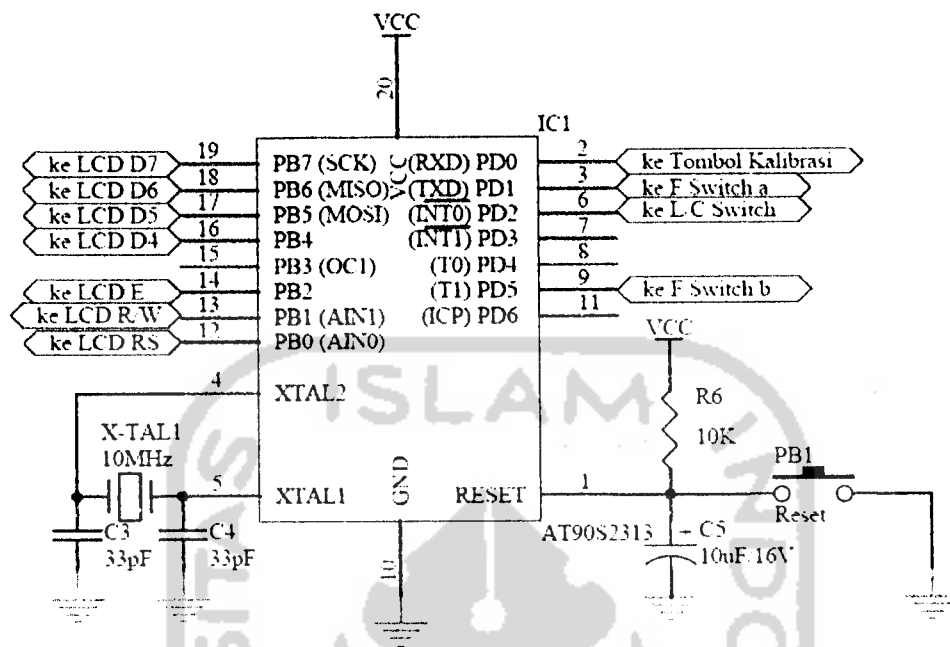 VCC
20
IC1
ke LCD D7 19 PB7 (SCK) VCC (RXD) PD0 2 ke Tombol Kalibrasi
ke LCD D6 18 PB6 (MISO) (TXD) PD1 3 ke F Switch a
ke LCD D5 17 PB5 (MOSI) (INT0) PD2 6 ke L-C Switch
ke LCD D4 16 PB4 (INT1) PD3 7
15 PB3 (OC1) (T0) PD4 8
ke LCD E 14 PB2 (T1) PD5 9 ke F Switch b
ke LCD R/W 13 PB1 (AIN1) (ICP) PD6 11
ke LCD RS 12 PB0 (AIN0)
VCC
4 XTAL2
R6
10K
X-TAL1
10MHz
5 XTAL1 GND RESET 1
PB1
Reset
C3
33pF
C4
33pF
10
AT90S2313
+ C5
10uF/16V
ISLAM